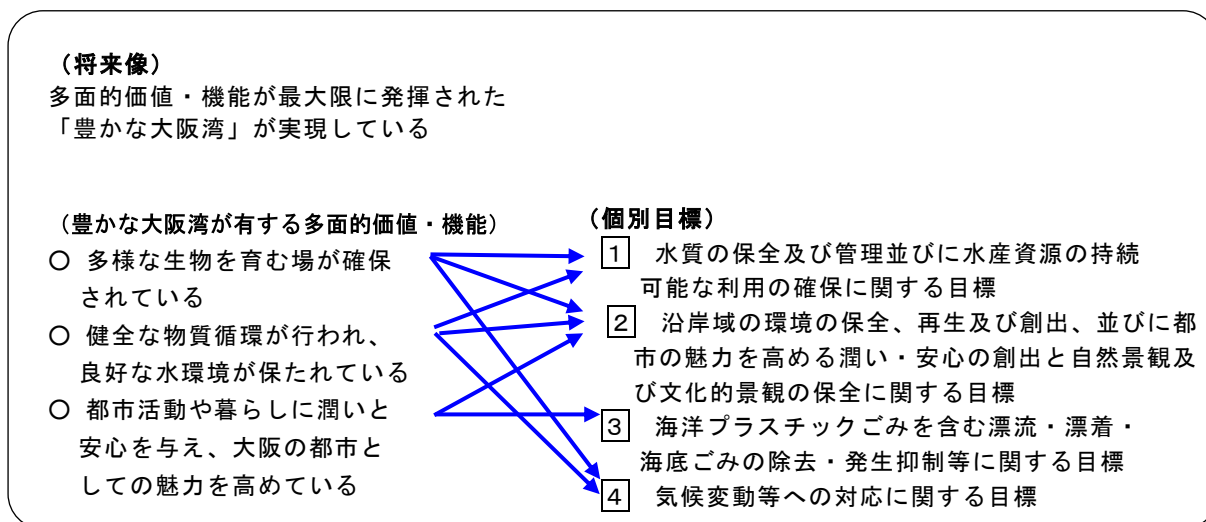 （将来像）
多面的価値・機能が最大限に発揮された
「豊かな大阪湾」が実現している
（豊かな大阪湾が有する多面的価値・機能）
○ 多様な生物を育む場が確保
されている
○ 健全な物質循環が行われ、
良好な水環境が保たれている
○ 都市活動や暮らしに潤いと
安心を与え、大阪の都市と
しての魅力を高めている
（個別目標）
1 水質の保全及び管理並びに水産資源の持続
可能な利用の確保に関する目標
2 沿岸域の環境の保全、再生及び創出、並びに都
市の魅力を高める潤い・安心の創出と自然景観及
び文化的景観の保全に関する目標
3 海洋プラスチックごみを含む漂流・漂着・
海底ごみの除去・発生抑制等に関する目標
4 気候変動等への対応に関する目標